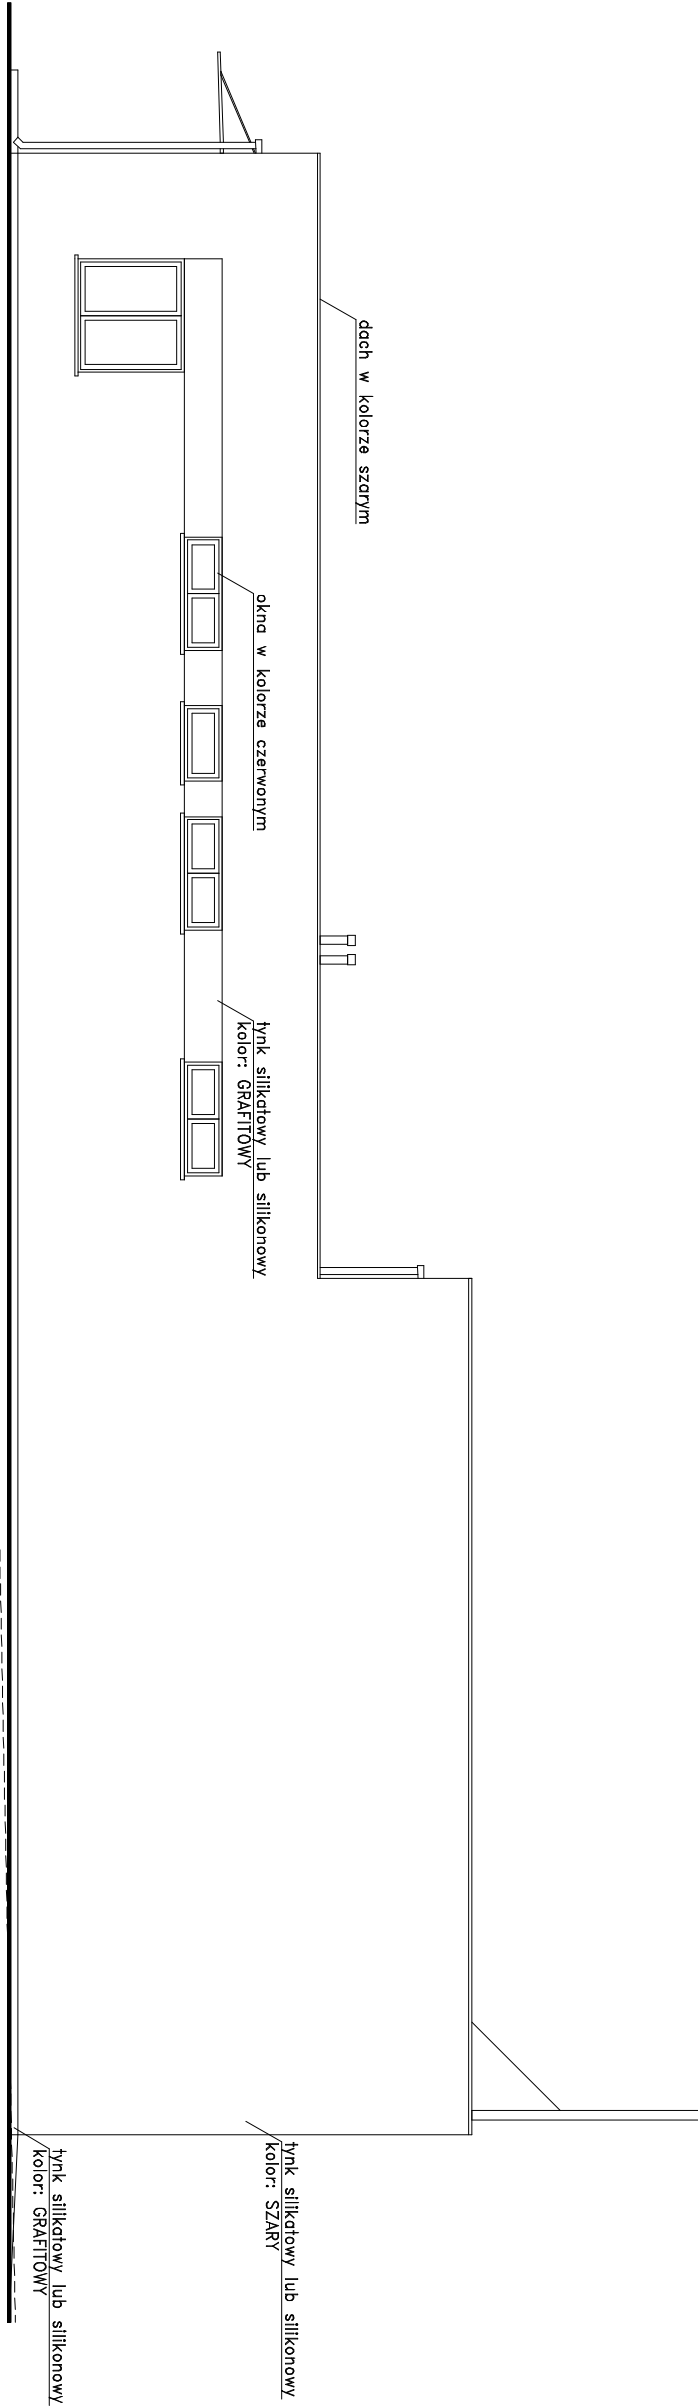 dach w kolorze szarym
okna w kolorze czerwonym
tynk silikatowy lub silikonowy
kolor: GRAFITOWY
tynk silikatowy lub silikonowy
kolor: SZARY
tynk silikatowy lub silikonowy
kolor: GRAFITOWY